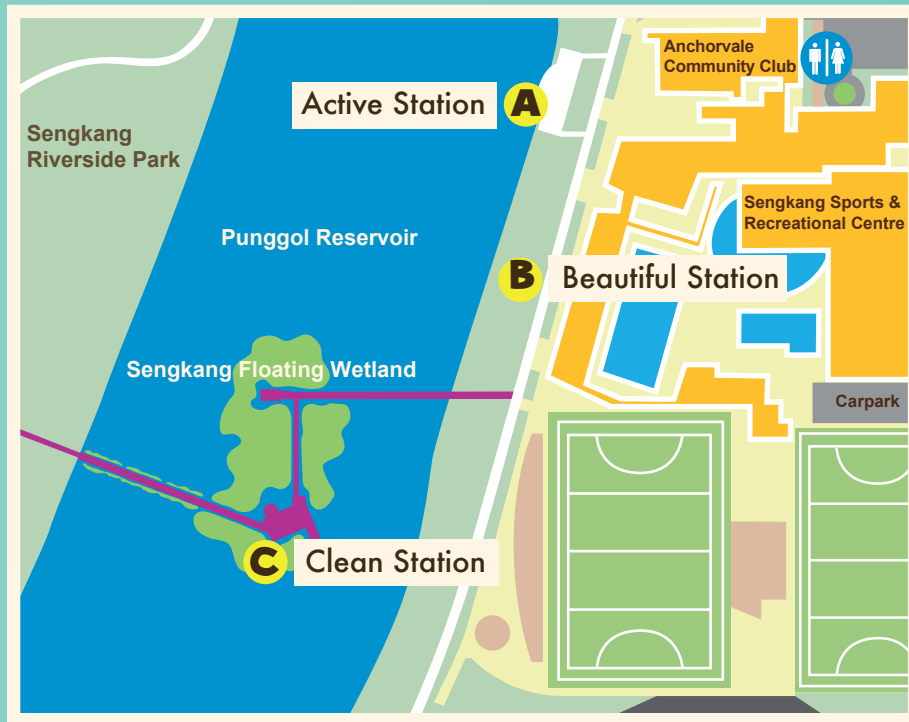 Anchorvale
Community Club
Active Station
A
Sengkang
Riverside Park
Sengkang Sports &
Recreational Centre
Punggol Reservoir
B
Beautiful Station
Sengkang Floating Wetland
Carpark
C
Clean Station